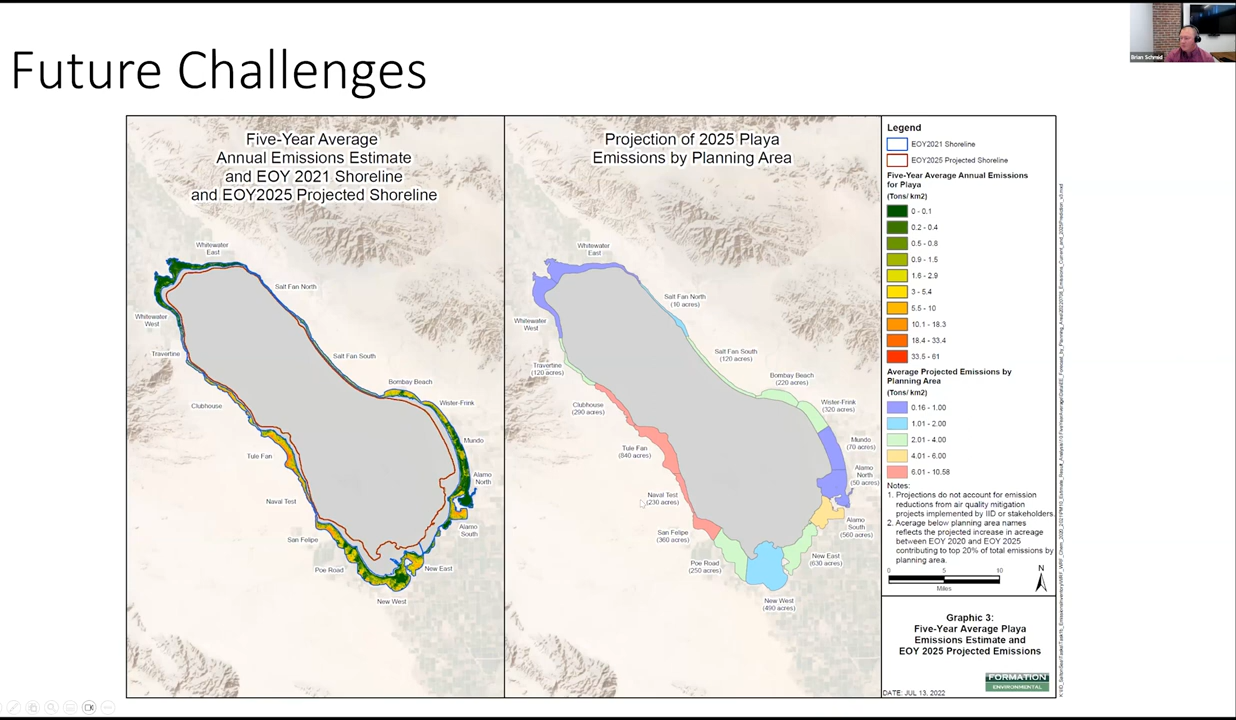 Future Challenges
Brian Schmid
Five-Year Average
Annual Emissions Estimate
and EOY 2021 Shoreline
and EOY2025 Projected Shoreline
Whitewater
East
Salt Fan North
Whitewater
West
Travertine
Salt Fan South
Bombay Beach
Clubhouse
Wister-Frink
Mundo
Tule Fan
Alamo
North
Naval Test
Alamo
South
San Felipe
Poe Road
New East
New West
Projection of 2025 Playa
Emissions by Planning Area
Whitewater
East
Salt Fan North
(10 acres)
Whitewater
West
Salt Fan South
(120 acres)
Travertine
(120 acres)
Bombay Beach
(220 acres)
Clubhouse
(290 acres)
Wister-Frink
(320 acres)
Mundo
(70 acres)
Tule Fan
(840 acres)
Alamo
North
(50 acres)
Naval Test
(230 acres)
Alamo
South
(560 acres)
San Felipe
(360 acres)
Poe Road
(250 acres)
New East
(630 acres)
New West
(490 acres)
Legend
EOY2021 Shoreline
EOY2025 Projected Shoreline
Five-Year Average Annual Emissions
for Playa
(Tons/ km2)
0 - 0.1
0.2 - 0.4
0.5 - 0.8
0.9 - 1.5
1.6 - 2.9
3 - 5.4
5.5 - 10
10.1 - 18.3
18.4 - 33.4
33.5 - 61
Average Projected Emissions by
Planning Area
(Tons/ km2)
0.16 - 1.00
1.01 - 2.00
2.01 - 4.00
4.01 - 6.00
6.01 - 10.58
Notes:
1. Projections do not account for emission
reductions from air quality mitigation
projects implemented by IID or stakeholders.
2. Acreage below planning area names
reflects the projected increase in acreage
between EOY 2020 and EOY 2025
contributing to top 20% of total emissions by
planning area.
0 5 10
Miles
N
Graphic 3:
Five-Year Average Playa
Emissions Estimate and
EOY 2025 Projected Emissions
FORMATION
ENVIRONMENTAL
DATE: JUL 13, 2022